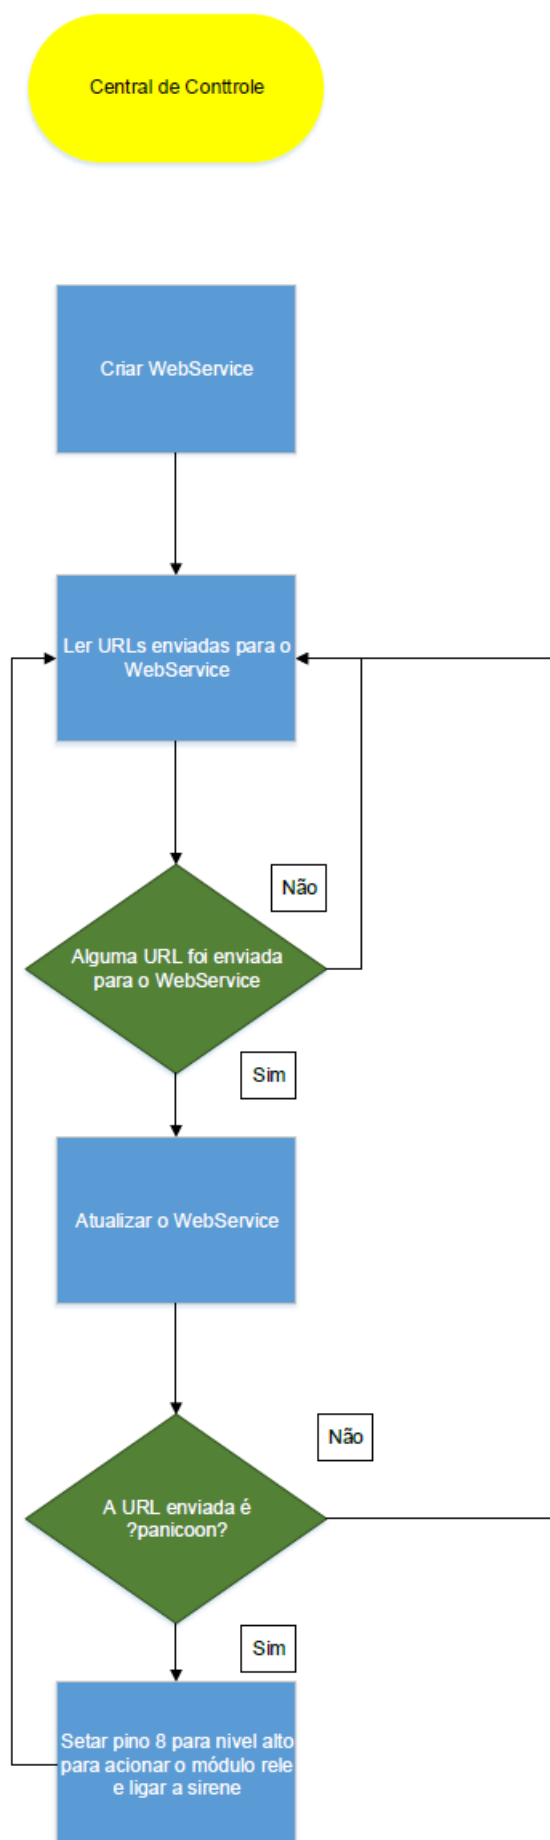 Central de Conttrole
Criar WebService
Ler URLs enviadas para o
WebService
Não
Alguma URL foi enviada
para o WebService
Sim
Atualizar o WebService
Não
A URL enviada é
?panicoon?
Sim
Setar pino 8 para nivel alto
para acionar o módulo rele
e ligar a sirene